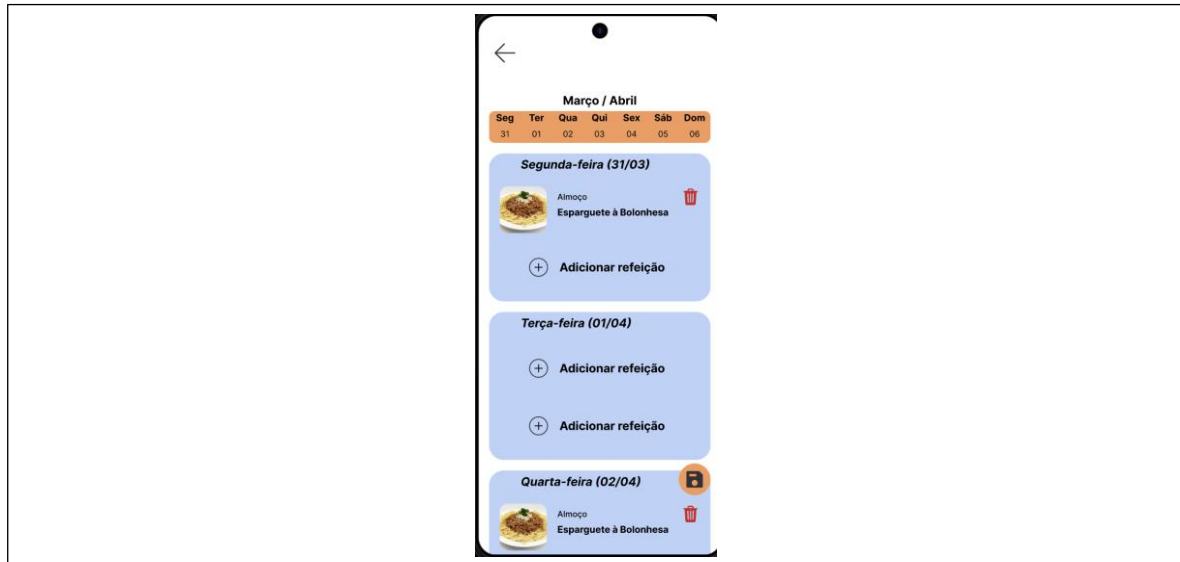 Março / Abril
Seg Ter Qua Qui Sex Sáb Dom
31 01 02 03 04 05 06
Segunda-feira (31/03)
Almoço
Esparguete à Bolonhesa
Adicionar refeição
Terça-feira (01/04)
Adicionar refeição
Adicionar refeição
Quarta-feira (02/04)
Almoço
Esparguete à Bolonhesa